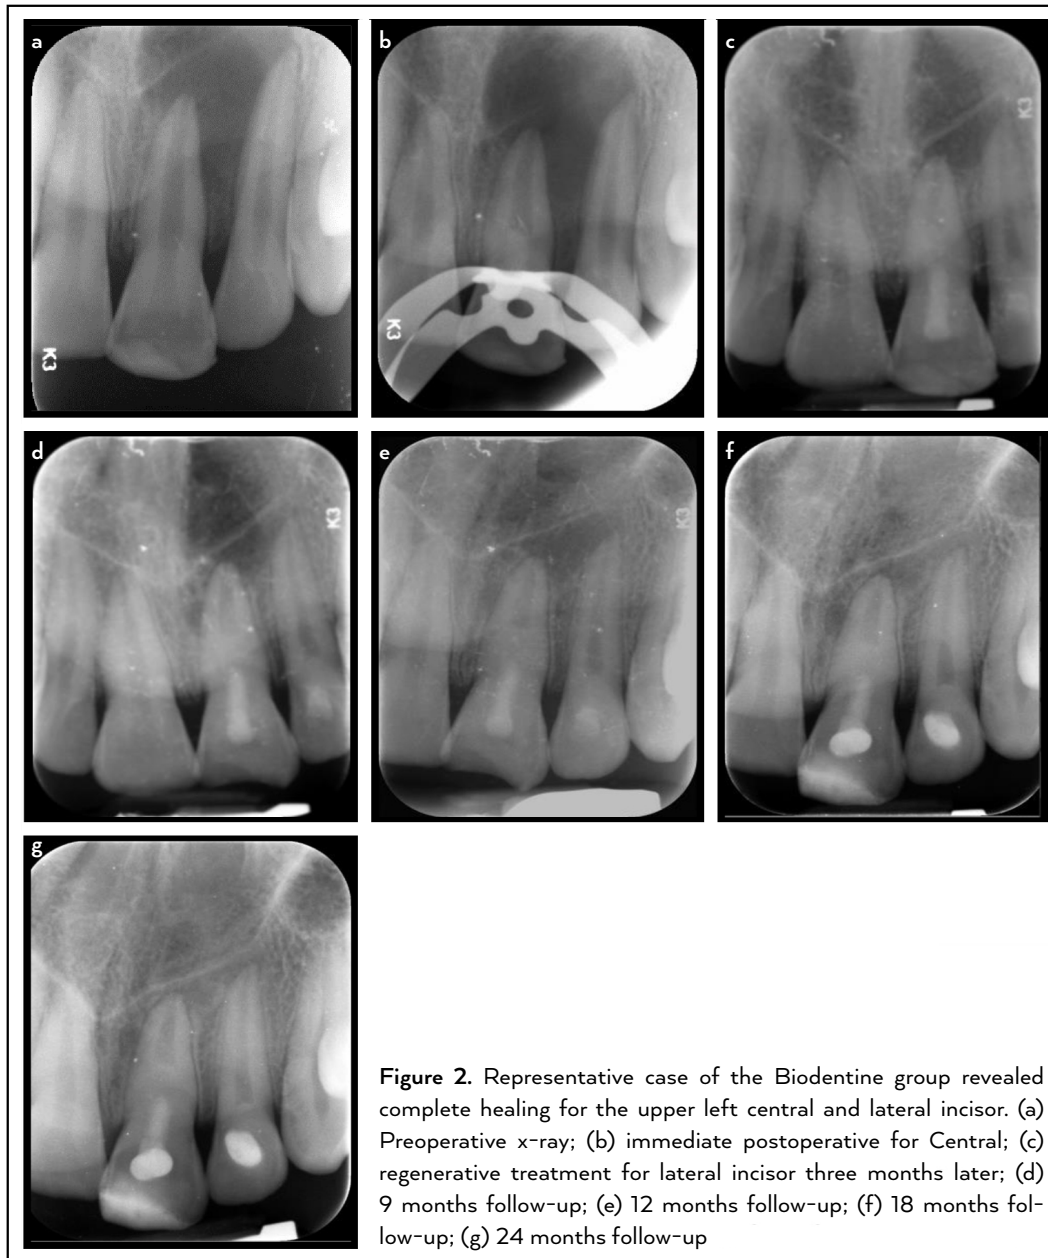 a
b
c
K3
K3
K3
d
e
f
K3
K3
g
Figure 2. Representative case of the Biodentine group revealed
complete healing for the upper left central and lateral incisor. (a)
Preoperative x-ray; (b) immediate postoperative for Central; (c)
regenerative treatment for lateral incisor three months later; (d)
9 months follow-up; (e) 12 months follow-up; (f) 18 months fol-
low-up; (g) 24 months follow-up